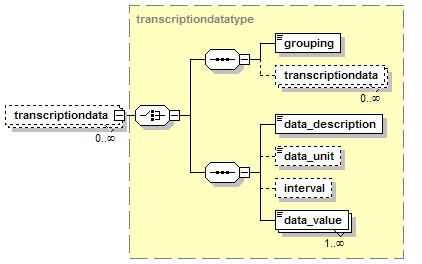 transcriptiondatatype
grouping
transcriptiondata
0..∞
transcriptiondata
0..∞
data_description
data_unit
interval
data_value
1..∞